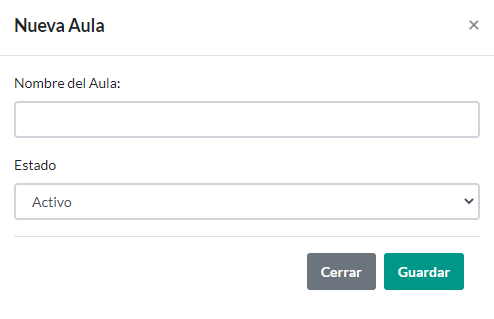 Nueva Aula
×
Nombre del Aula:
Estado
Activo
Cerrar
Guardar